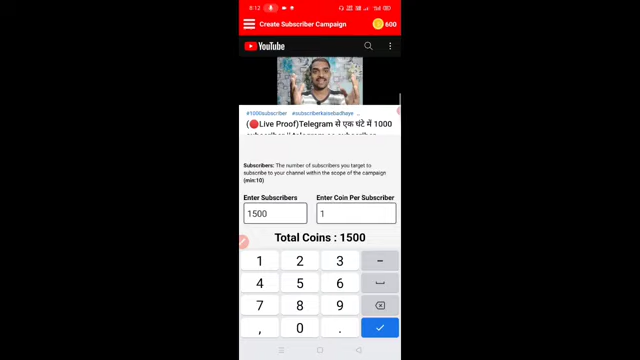 8:12
Create Subscriber Campaign
600
YouTube
#1000subscriber #subscriberkaisebadhaye ...
(🔴Live Proof)Telegram से एक घंटे में 1000
Subscribers: The number of subscribers you target to
subscribe to your channel within the scope of the campaign
(min:10)
Enter Subscribers
Enter Coin Per Subscriber
1500
1
Total Coins : 1500
1 2 3 –
4 5 6
7 8 9
, 0 .